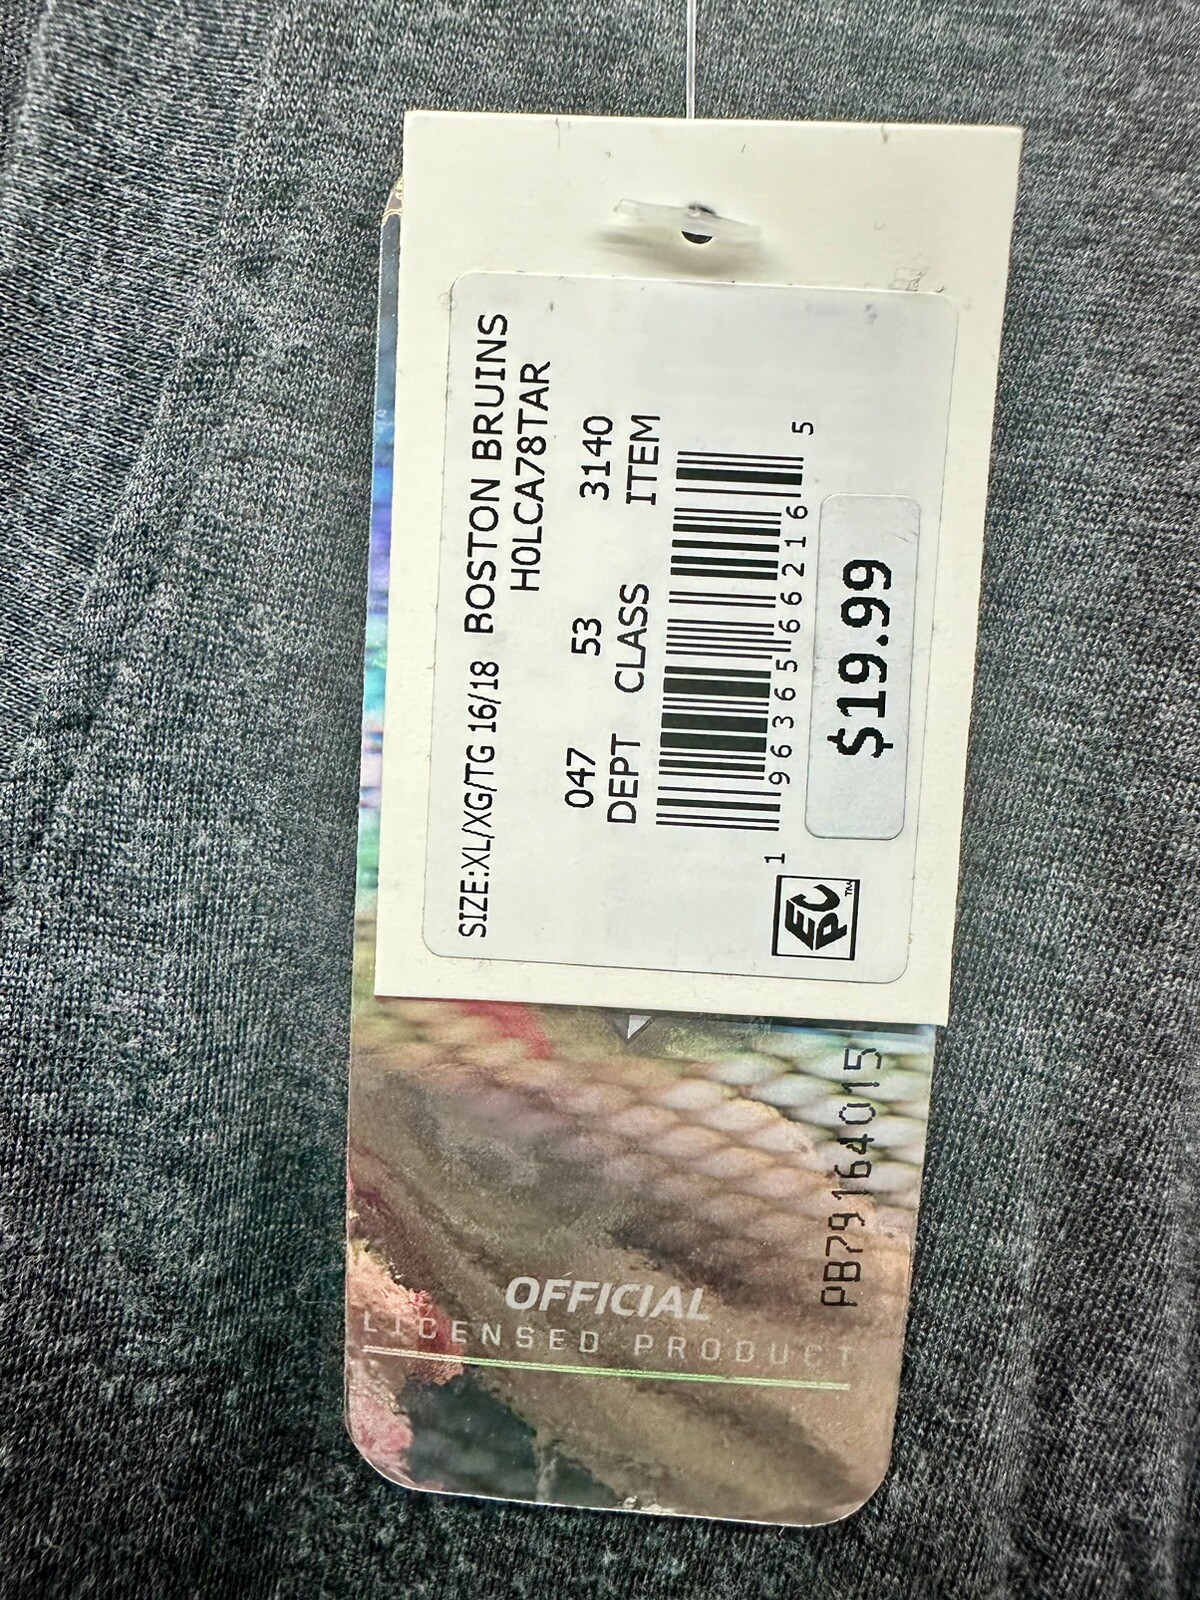 SIZE:XL/XG/TG 16/18 BOSTON BRUINS
H0LCA78TAR
047 53 3140
DEPT CLASS ITEM
1 96365 66216 5
$19.99
EPC™
OFFICIAL
LICENSED PRODUCT
PB79164015